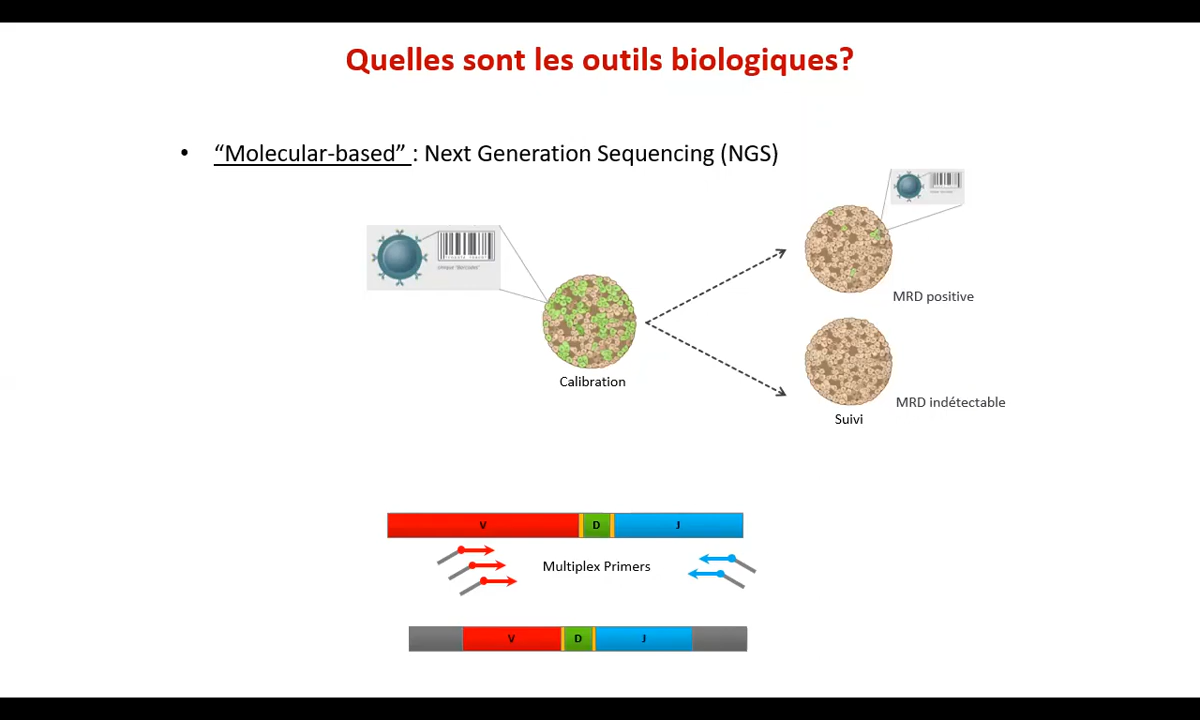 Quelles sont les outils biologiques?
• “Molecular-based” : Next Generation Sequencing (NGS)
MRD positive
Calibration
MRD indétectable
Suivi
V D J
Multiplex Primers
V D J